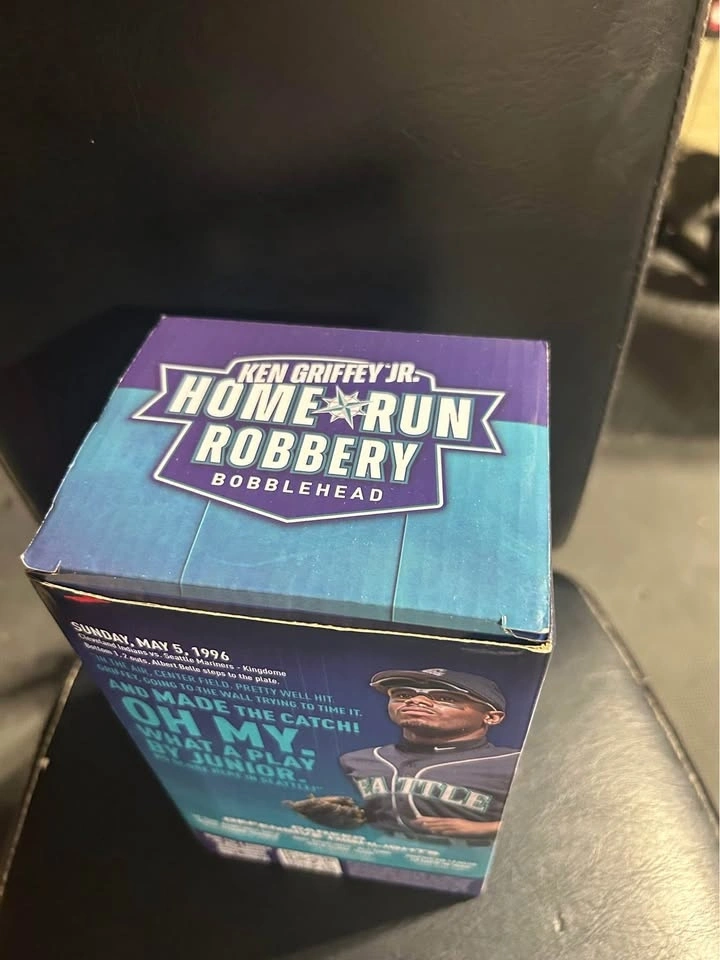 KEN GRIFFEY JR.
HOME RUN
ROBBERY
BOBBLEHEAD
SUNDAY, MAY 5, 1996
Cleveland Indians vs. Seattle Mariners - Kingdome
Bottom 1, 2 outs. Albert Belle steps to the plate.
IN THE AIR, CENTER FIELD, PRETTY WELL HIT.
GRIFFEY, GOING TO THE WALL TRYING TO TIME IT.
AND MADE THE CATCH!
OH MY.
WHAT A PLAY
BY JUNIOR.
SEATTLE